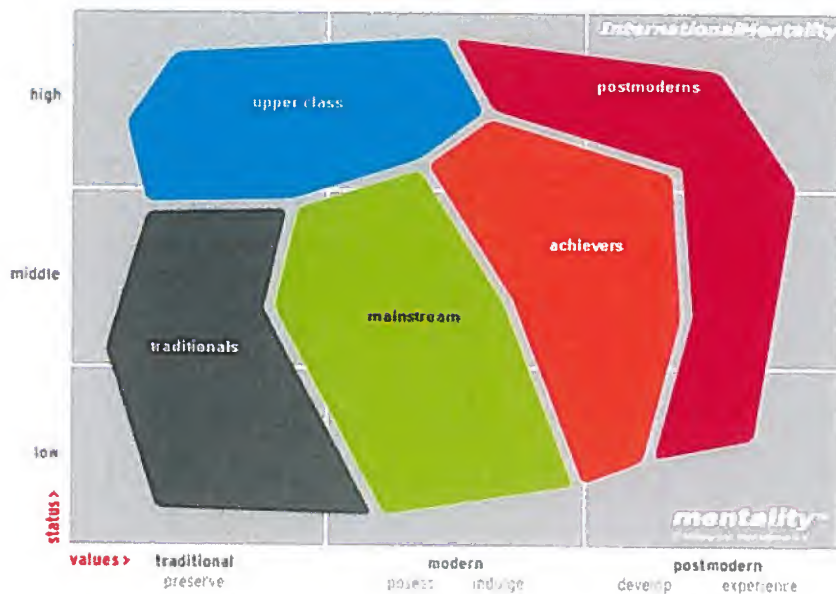 InternationalMentality
high
upper class
postmoderns
middle
achievers
mainstream
traditionals
low
status >
mentality
values > traditional modern postmodern
preserve indulge develop experience